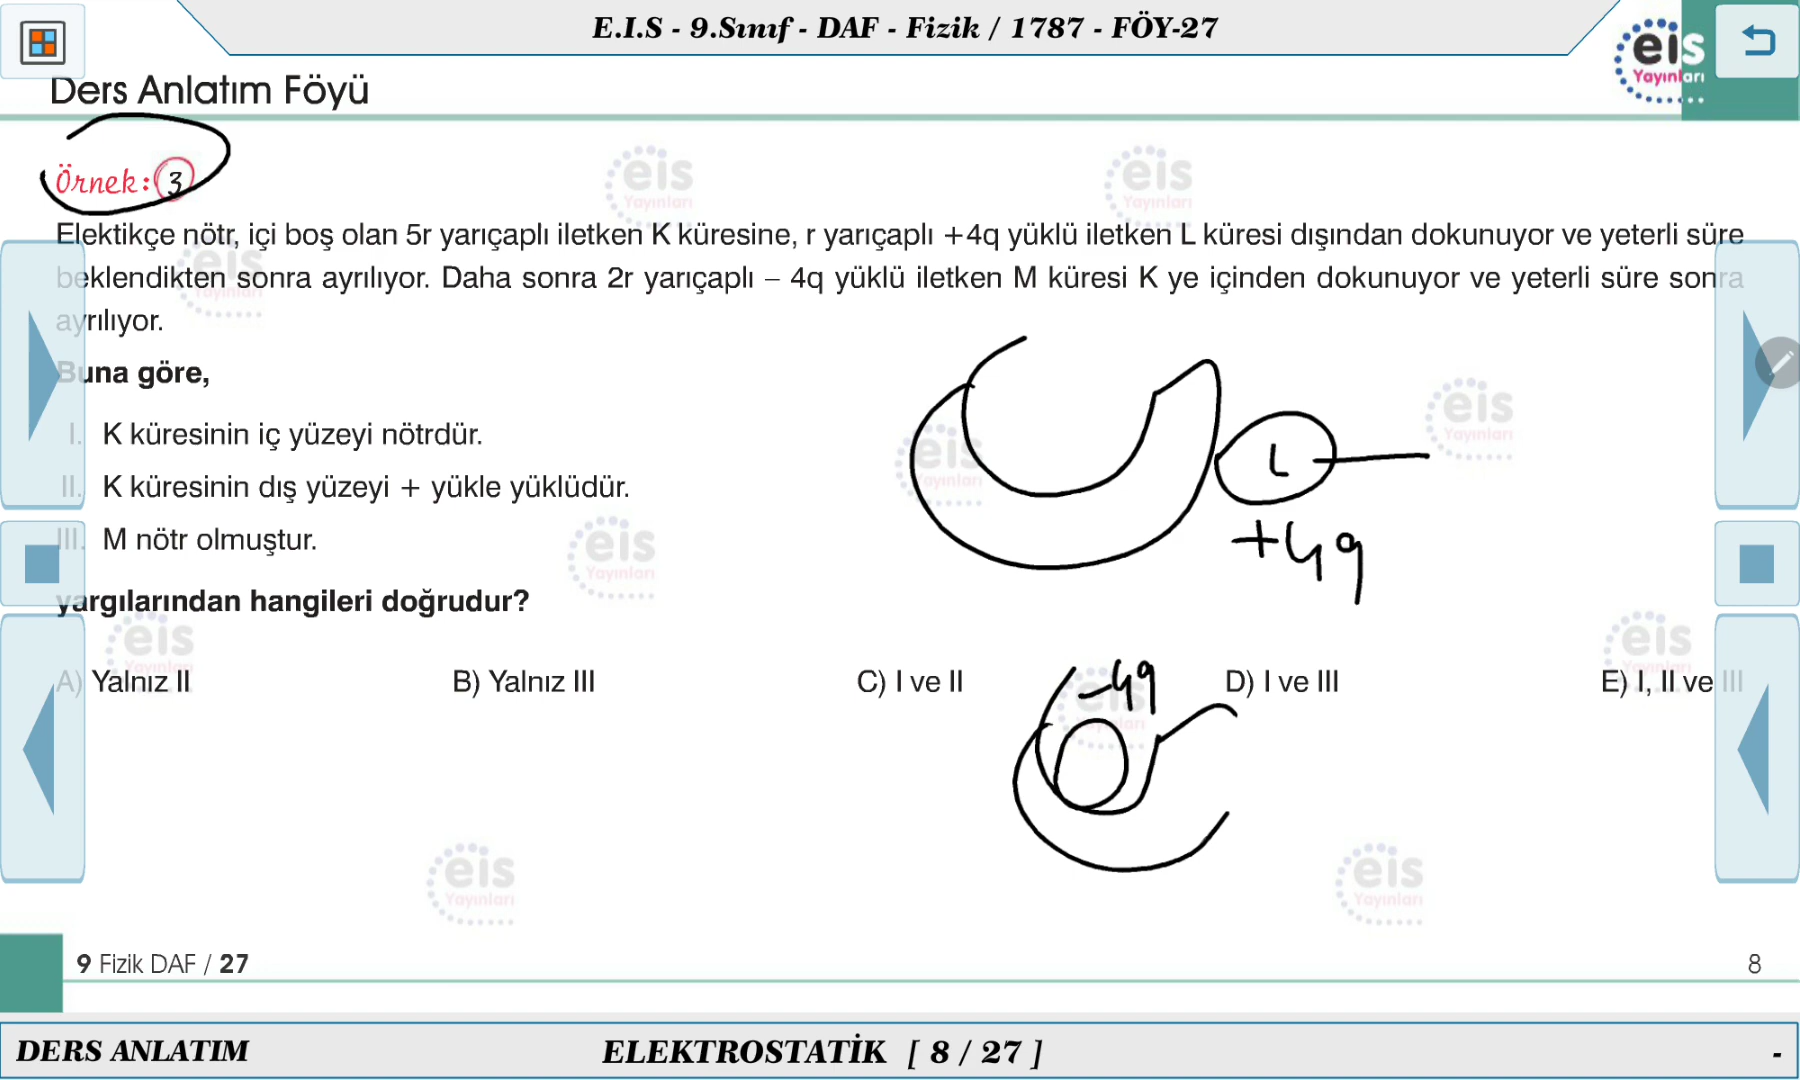 E.I.S - 9.Sınıf - DAF - Fizik / 1787 - FÖY-27
eis
Yayınları
Ders Anlatım Föyü
Örnek: 3
Elektikçe nötr, içi boş olan 5r yarıçaplı iletken K küresine, r yarıçaplı +4q yüklü iletken L küresi dışından dokunuyor ve yeterli süre
beklendikten sonra ayrılıyor. Daha sonra 2r yarıçaplı – 4q yüklü iletken M küresi K ye içinden dokunuyor ve yeterli süre sonra
ayrılıyor.
Buna göre,
I. K küresinin iç yüzeyi nötrdür.
II. K küresinin dış yüzeyi + yükle yüklüdür.
III. M nötr olmuştur.
yargılarından hangileri doğrudur?
A) Yalnız II B) Yalnız III C) I ve II D) I ve III E) I, II ve III
L
+4q
-4q
9 Fizik DAF / 27
8
DERS ANLATIM ELEKTROSTATİK [ 8 / 27 ] -